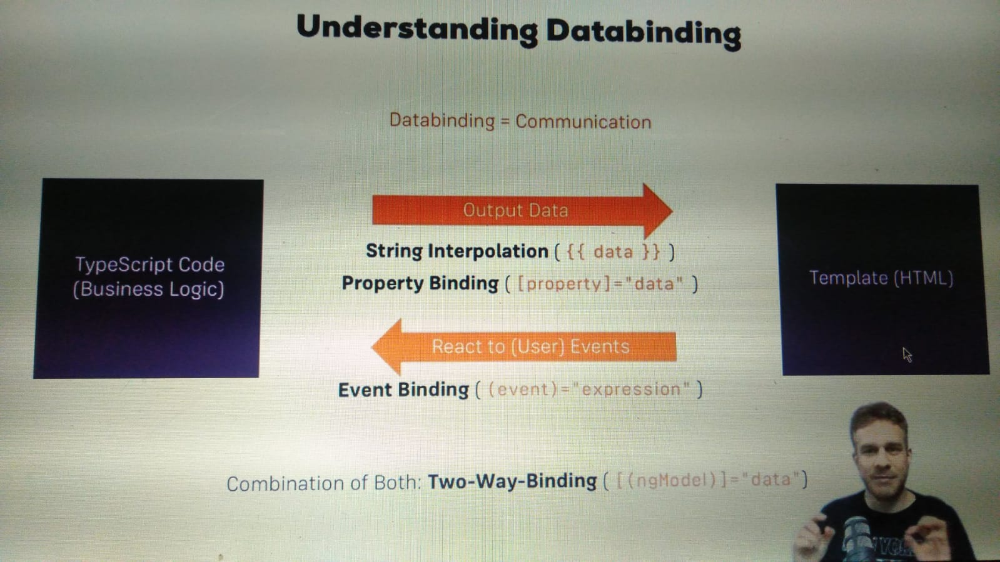 Understanding Databinding
Databinding = Communication
Output Data
String Interpolation ( {{ data }} )
Property Binding ( [property]="data" )
TypeScript Code
(Business Logic)
Template (HTML)
React to (User) Events
Event Binding ( (event)="expression" )
Combination of Both: Two-Way-Binding ( [(ngModel)]="data")